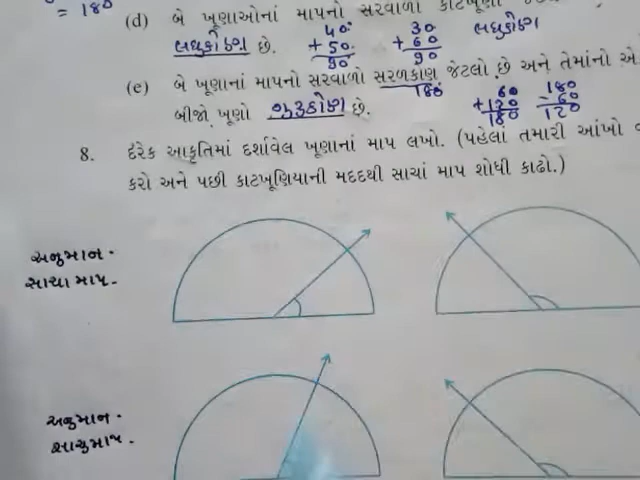 = 180
(d) બે ખૂણાઓનાં માપનો સરવાળો કાટખૂણા
લઘુકોણ છે. 40° + 50 90 30 + 60 90 લઘુકોણ
(e) બે ખૂણાનાં માપનો સરવાળો સરળકોણ જેટલો છે અને તેમાંનો
180
બીજો ખૂણો ગુરુકોણ છે. 60 +120 180 180 - 60 120
8. દરેક આકૃતિમાં દર્શાવેલ ખૂણાનાં માપ લખો. (પહેલાં તમારી આંખો
કરો અને પછી કાટખૂણિયાની મદદથી સાચાં માપ શોધી કાઢો.)
અનુમાન.
સાચા માપ.
અનુમાન.
સાચુ માપ.